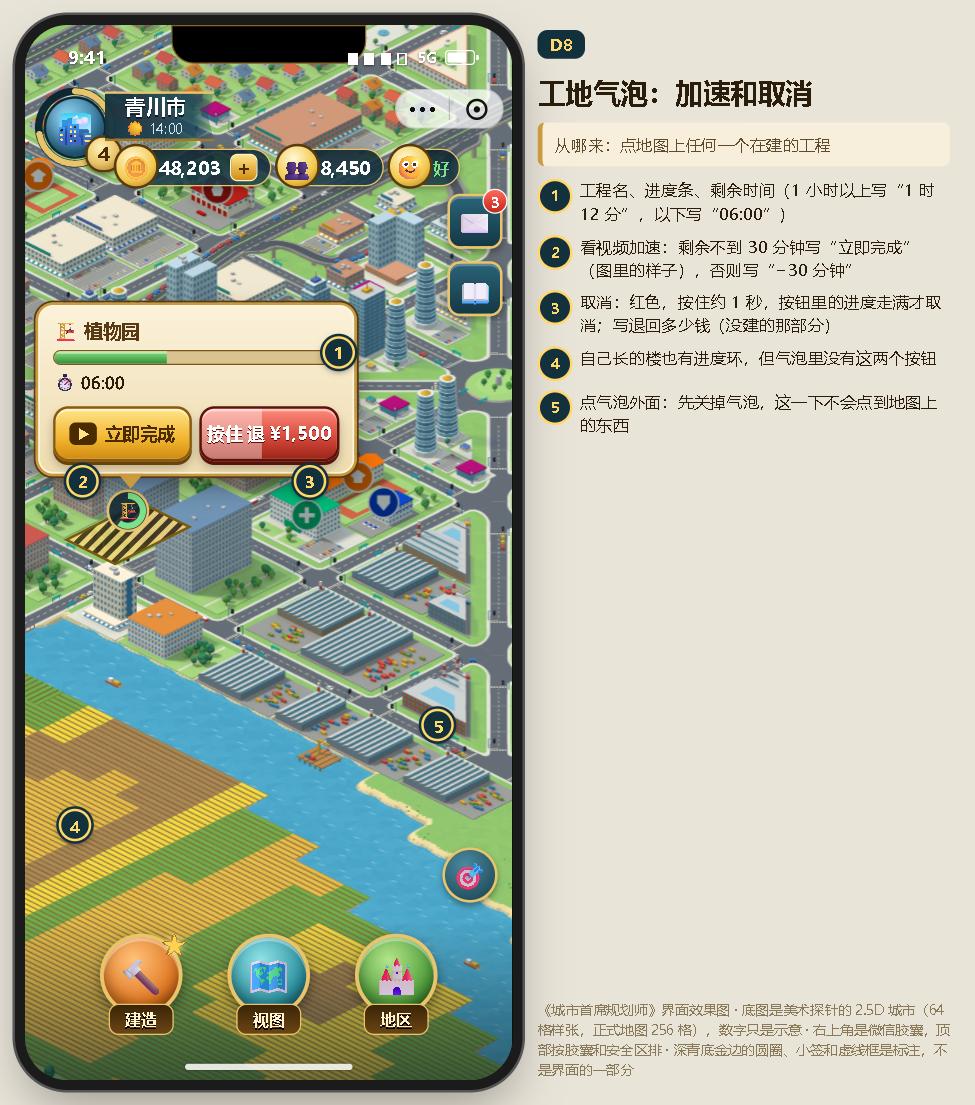 9:41
5G
青川市
14:00
4
48,203
+
8,450
好
3
植物园
1
06:00
立即完成
按住 退 ¥1,500
2
3
5
4
建造
视图
地区
D8
工地气泡：加速和取消
从哪来：点地图上任何一个在建的工程
1 工程名、进度条、剩余时间（1 小时以上写“1 时
12 分”，以下写“06:00”）
2 看视频加速：剩余不到 30 分钟写“立即完成”
（图里的样子），否则写“−30 分钟”
3 取消：红色，按住约 1 秒，按钮里的进度走满才取
消；写退回多少钱（没建的那部分）
4 自己长的楼也有进度环，但气泡里没有这两个按钮
5 点气泡外面：先关掉气泡，这一下不会点到地图上
的东西
《城市首席规划师》界面效果图 · 底图是美术探针的 2.5D 城市（64
格样张，正式地图 256 格），数字只是示意 · 右上角是微信胶囊，顶
部按胶囊和安全区排 · 深青底金边的圆圈、小签和虚线框是标注，不
是界面的一部分